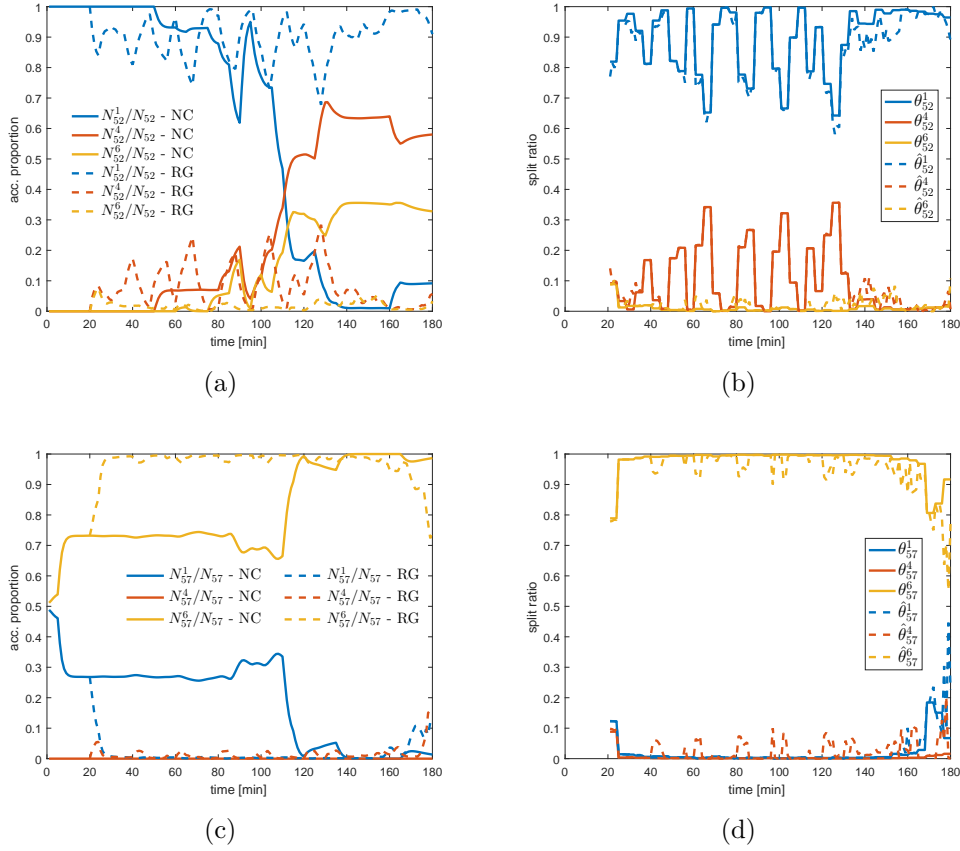 acc. proportion
1
0.9
0.8
0.7
0.6
0.5
0.4
0.3
0.2
0.1
0
N^1_52/N_52 - NC
N^4_52/N_52 - NC
N^6_52/N_52 - NC
N^1_52/N_52 - RG
N^4_52/N_52 - RG
N^6_52/N_52 - RG
0 20 40 60 80 100 120 140 160 180
time [min]
(a)
split ratio
1
0.9
0.8
0.7
0.6
0.5
0.4
0.3
0.2
0.1
0
θ^1_52
θ^4_52
θ^6_52
θ̂^1_52
θ̂^4_52
θ̂^6_52
0 20 40 60 80 100 120 140 160 180
time [min]
(b)
acc. proportion
1
0.9
0.8
0.7
0.6
0.5
0.4
0.3
0.2
0.1
0
N^1_57/N_57 - NC N^1_57/N_57 - RG
N^4_57/N_57 - NC N^4_57/N_57 - RG
N^6_57/N_57 - NC N^6_57/N_57 - RG
0 20 40 60 80 100 120 140 160 180
time [min]
(c)
split ratio
1
0.9
0.8
0.7
0.6
0.5
0.4
0.3
0.2
0.1
0
θ^1_57
θ^4_57
θ^6_57
θ̂^1_57
θ̂^4_57
θ̂^6_57
0 20 40 60 80 100 120 140 160 180
time [min]
(d)